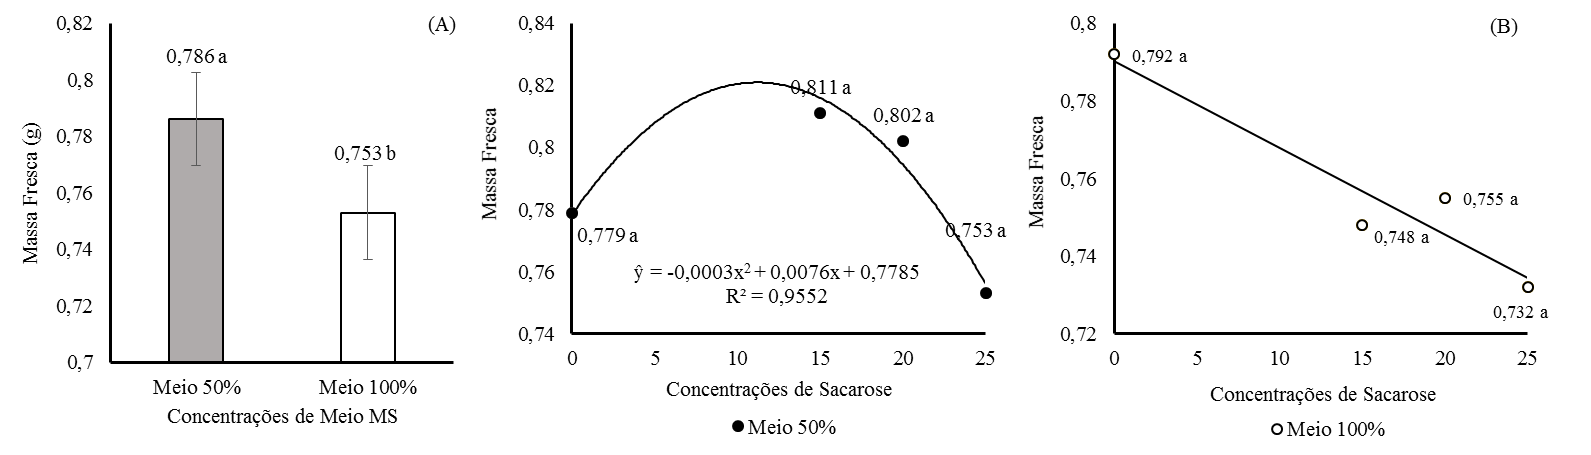 (A)
0,82
0,8
0,78
0,76
0,74
0,72
0,7
Massa Fresca (g)
0,786 a
0,753 b
Meio 50%
Meio 100%
Concentrações de Meio MS
0,84
0,82
0,8
0,78
0,76
0,74
Massa Fresca
0,779 a
0,811 a
0,802 a
0,753 a
ŷ = -0,0003x² + 0,0076x + 0,7785
R² = 0,9552
0 5 10 15 20 25
Concentrações de Sacarose
Meio 50%
(B)
0,8
0,78
0,76
0,74
0,72
Massa Fresca
0,792 a
0,748 a
0,755 a
0,732 a
0 5 10 15 20 25
Concentrações de Sacarose
Meio 100%